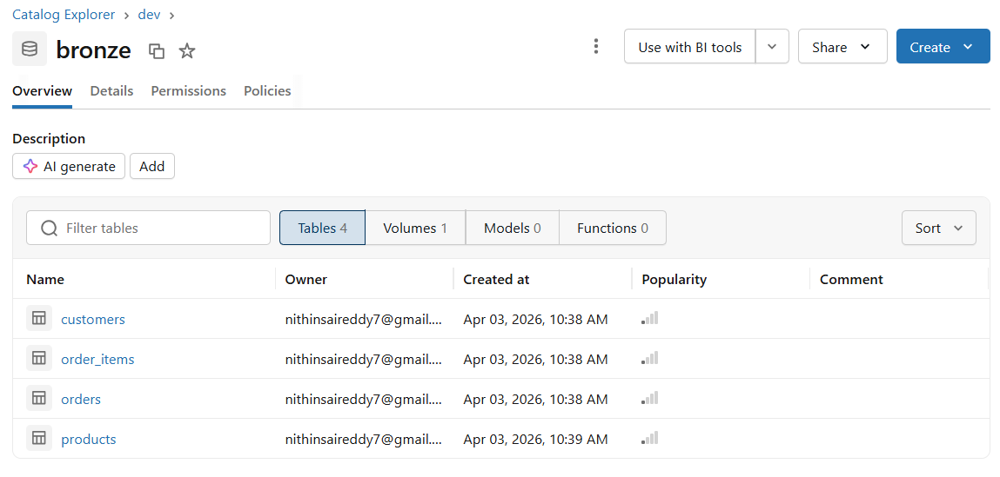 Catalog Explorer › dev ›
bronze
Use with BI tools
Share
Create
Overview Details Permissions Policies
Description
AI generate Add
Filter tables Tables 4 Volumes 1 Models 0 Functions 0 Sort
Name Owner Created at Popularity Comment
customers nithinsaireddy7@gmail.... Apr 03, 2026, 10:38 AM
order_items nithinsaireddy7@gmail.... Apr 03, 2026, 10:38 AM
orders nithinsaireddy7@gmail.... Apr 03, 2026, 10:38 AM
products nithinsaireddy7@gmail.... Apr 03, 2026, 10:39 AM